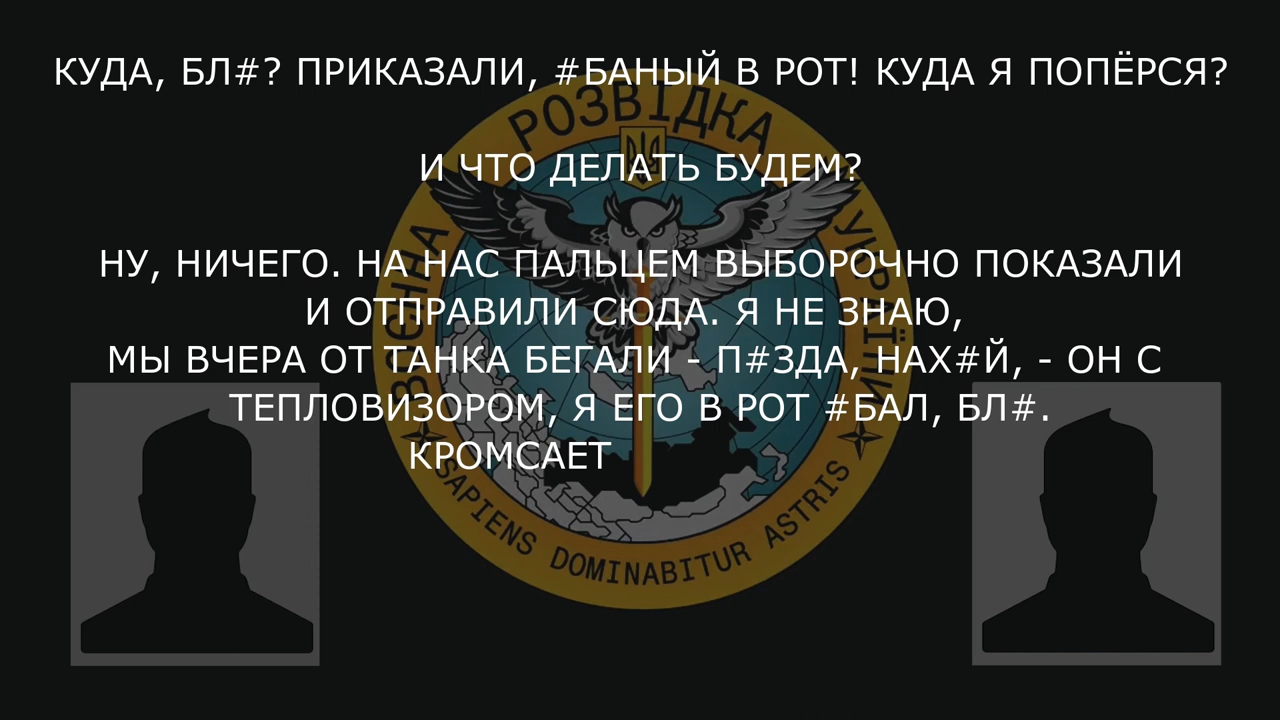 КУДА, БЛ#? ПРИКАЗАЛИ, #БАНЫЙ В РОТ! КУДА Я ПОПЁРСЯ?
И ЧТО ДЕЛАТЬ БУДЕМ?
НУ, НИЧЕГО. НА НАС ПАЛЬЦЕМ ВЫБОРОЧНО ПОКАЗАЛИ
И ОТПРАВИЛИ СЮДА. Я НЕ ЗНАЮ,
МЫ ВЧЕРА ОТ ТАНКА БЕГАЛИ - П#ЗДА, НАХ#Й, - ОН С
ТЕПЛОВИЗОРОМ, Я ЕГО В РОТ #БАЛ, БЛ#.
КРОМСАЕТ
РОЗВІДКА
ВОЄННА
УКРАЇНИ
SAPIENS DOMINABITUR ASTRIS